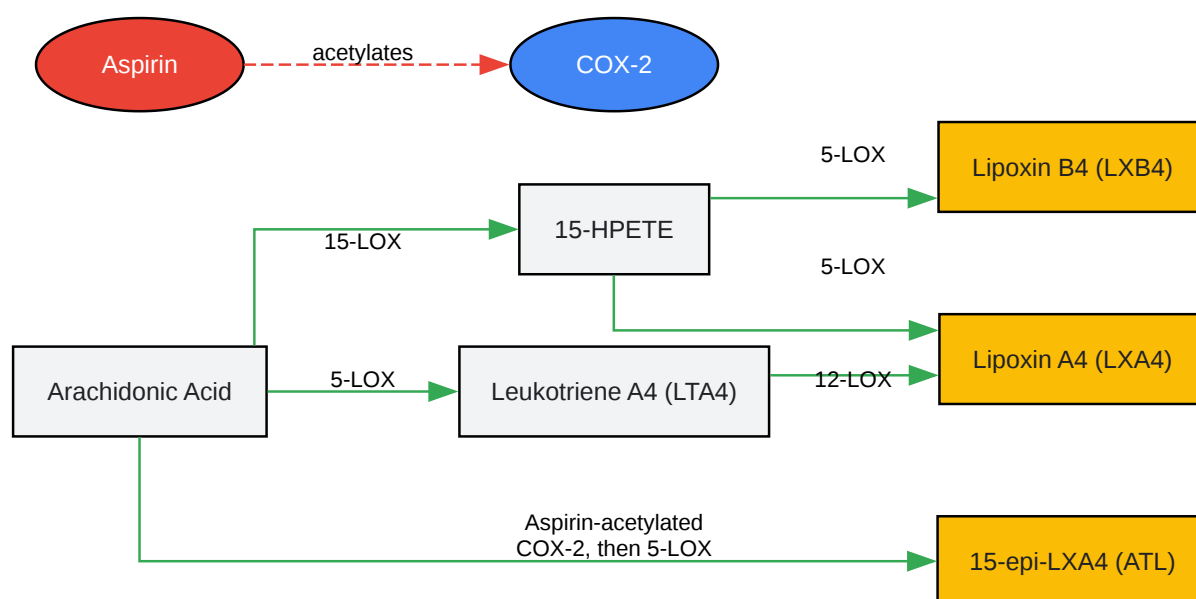 Aspirin
acetylates
COX-2
5-LOX
Lipoxin B4 (LXB4)
15-HPETE
15-LOX
5-LOX
Lipoxin A4 (LXA4)
Arachidonic Acid
5-LOX
Leukotriene A4 (LTA4)
12-LOX
Aspirin-acetylated
COX-2, then 5-LOX
15-epi-LXA4 (ATL)